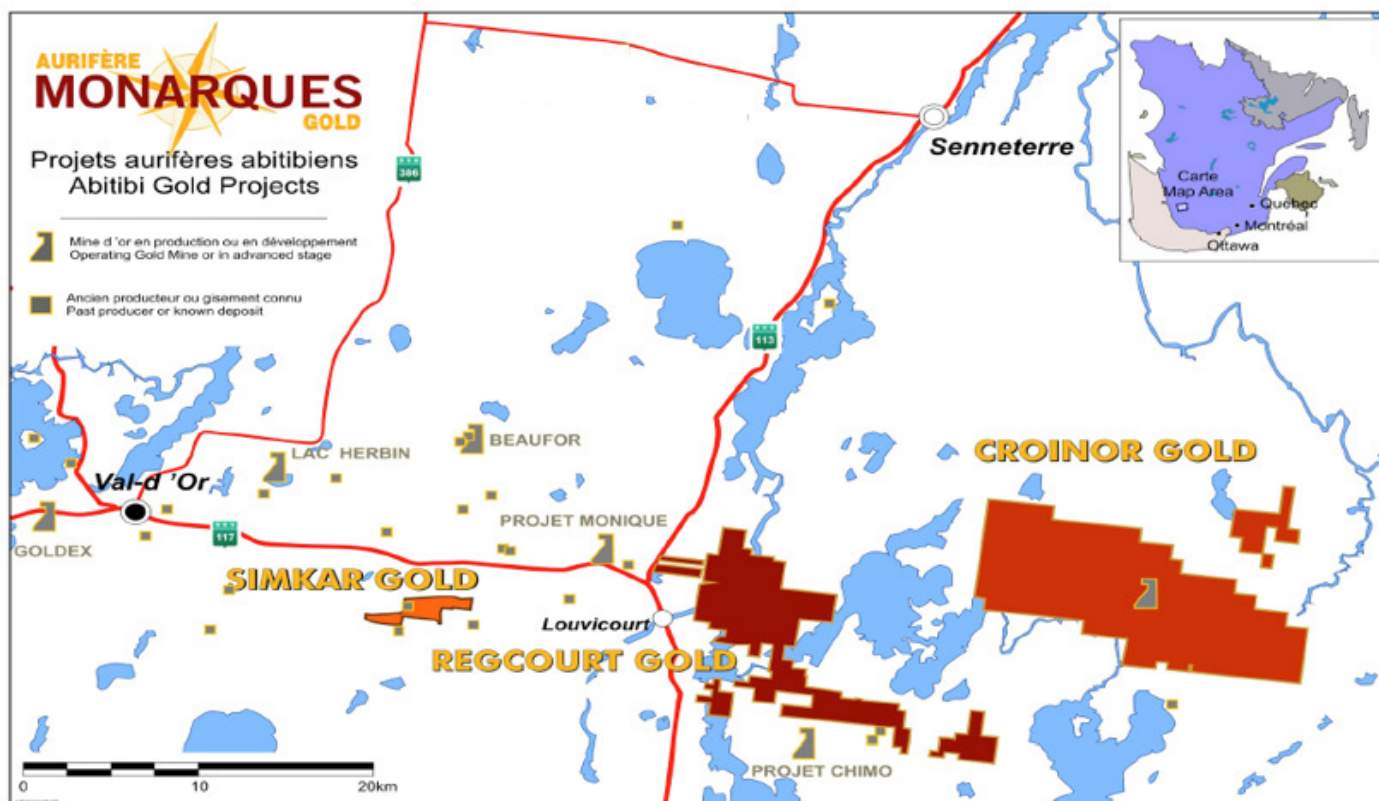 AURIFÈRE
MONARQUES
GOLD
Projets aurifères abitibiens
Abitibi Gold Projects
Mine d 'or en production ou en développement
Operating Gold Mine or in advanced stage
Ancien producteur ou gisement connu
Past producer or known deposit
386
Senneterre
Carte
Map Area
Québec
Montréal
Ottawa
113
BEAUFOR
LAC HERBIN
CROINOR GOLD
Val-d 'Or
PROJET MONIQUE
117
GOLDEX
SIMKAR GOLD
Louvicourt
REGCOURT GOLD
PROJET CHIMO
0
10
20km